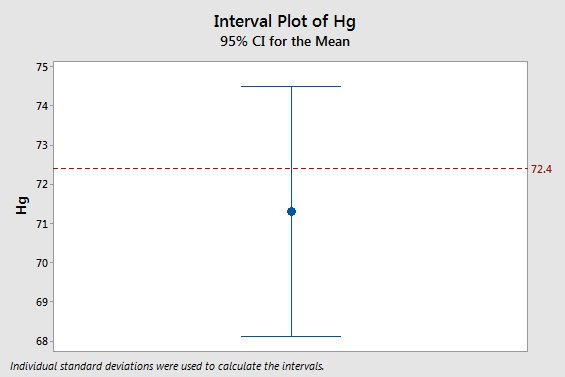 Interval Plot of Hg
95% CI for the Mean
75
74
73
72.4
72
71
70
69
68
Hg
Individual standard deviations were used to calculate the intervals.